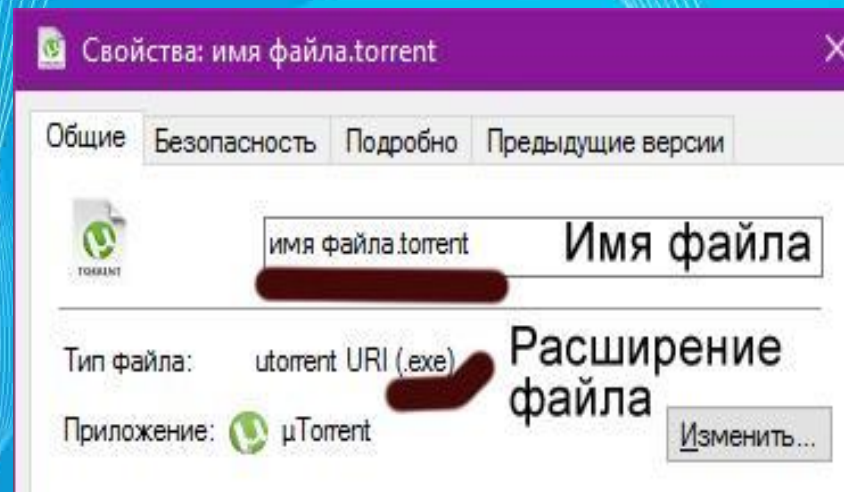 Свойства: имя файла.torrent
Общие Безопасность Подробно Предыдущие версии
TORRENT
имя файла.torrent Имя файла
Тип файла: utorrent URI (.exe) Расширение
файла
Приложение: µTorrent
Изменить...